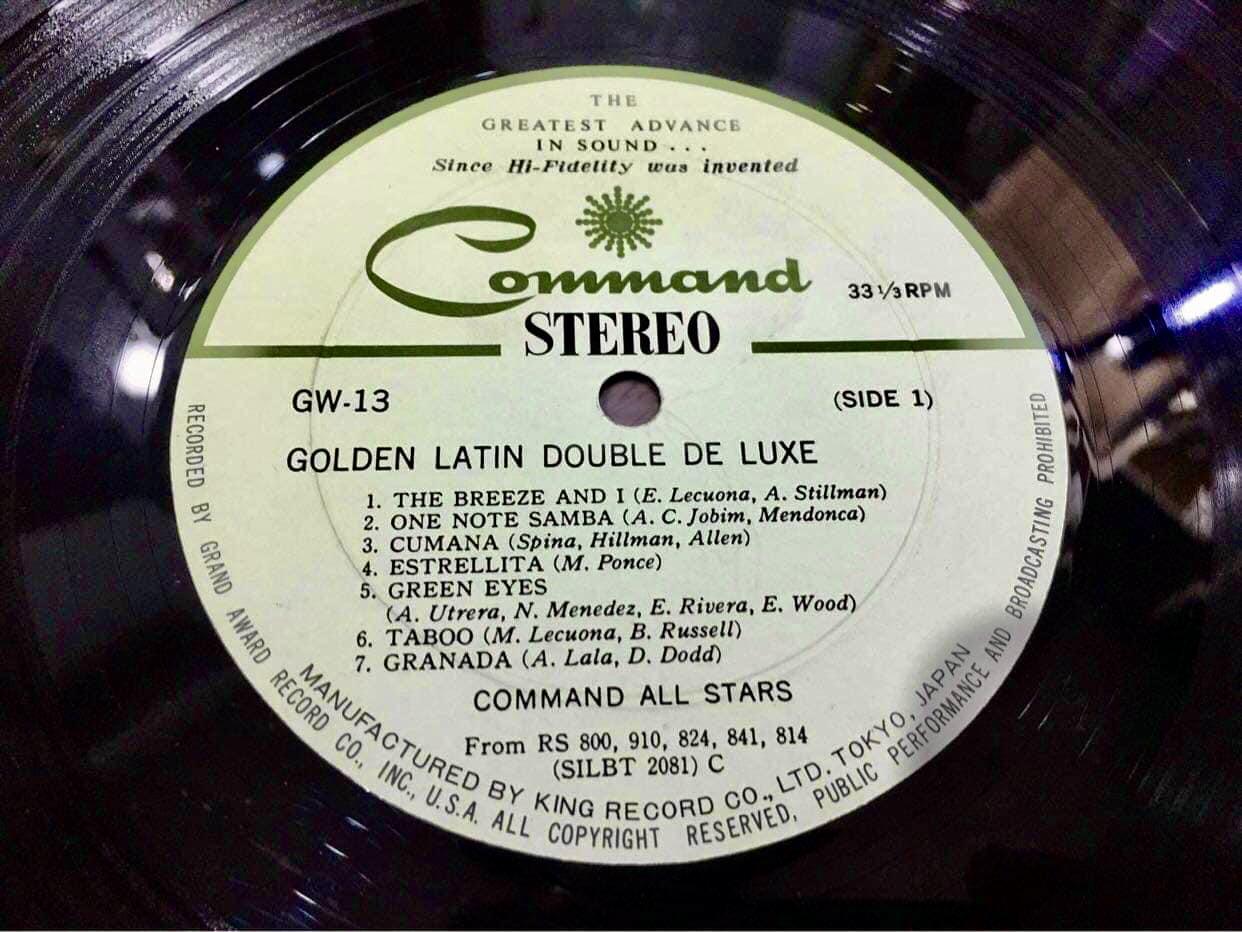 THE
GREATEST ADVANCE
IN SOUND...
Since Hi-Fidelity was invented
Command
33 1/3 RPM
STEREO
GW-13
(SIDE 1)
GOLDEN LATIN DOUBLE DE LUXE
1. THE BREEZE AND I (E. Lecuona, A. Stillman)
2. ONE NOTE SAMBA (A. C. Jobim, Mendonca)
3. CUMANA (Spina, Hillman, Allen)
4. ESTRELLITA (M. Ponce)
5. GREEN EYES
(A. Utrera, N. Menedez, E. Rivera, E. Wood)
6. TABOO (M. Lecuona, B. Russell)
7. GRANADA (A. Lala, D. Dodd)
COMMAND ALL STARS
From RS 800, 910, 824, 841, 814
(SILBT 2081) C
MANUFACTURED BY KING RECORD CO., LTD. TOKYO, JAPAN
RECORDED BY GRAND AWARD RECORD CO., INC., U.S.A. ALL COPYRIGHT RESERVED, PUBLIC PERFORMANCE AND BROADCASTING PROHIBITED